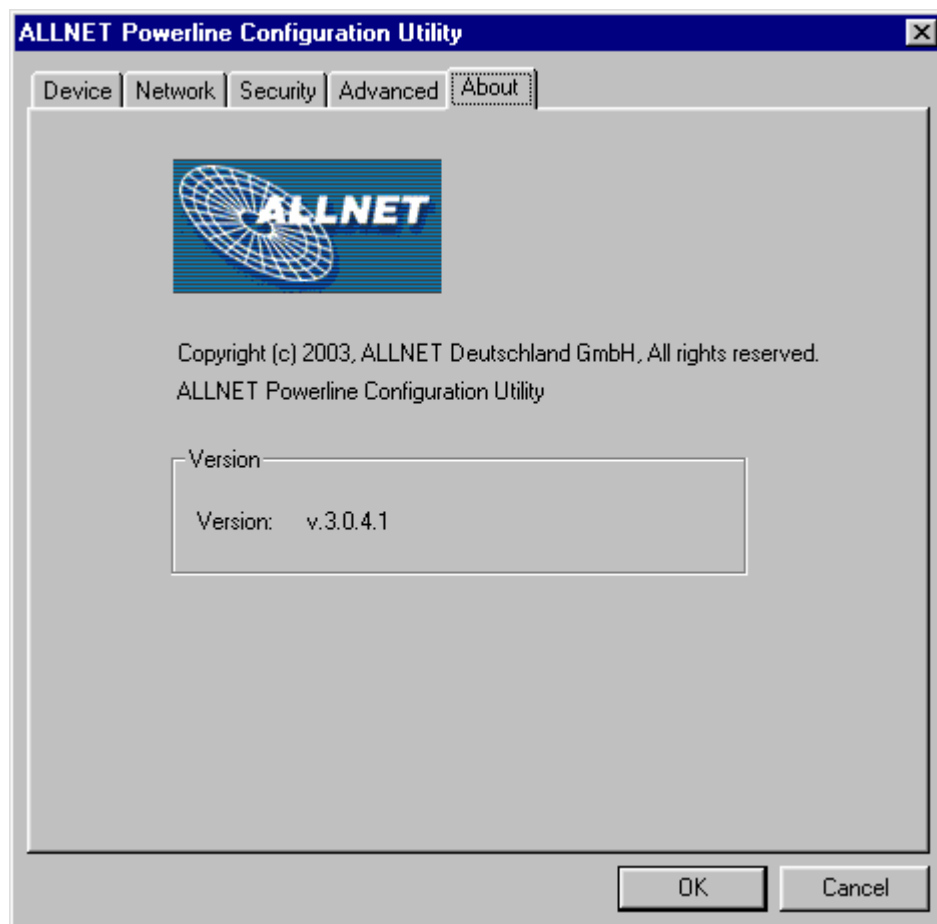 ALLNET Powerline Configuration Utility
Device
Network
Security
Advanced
About
ALLNET
Copyright (c) 2003, ALLNET Deutschland GmbH, All rights reserved.
ALLNET Powerline Configuration Utility
Version
Version: v.3.0.4.1
OK
Cancel